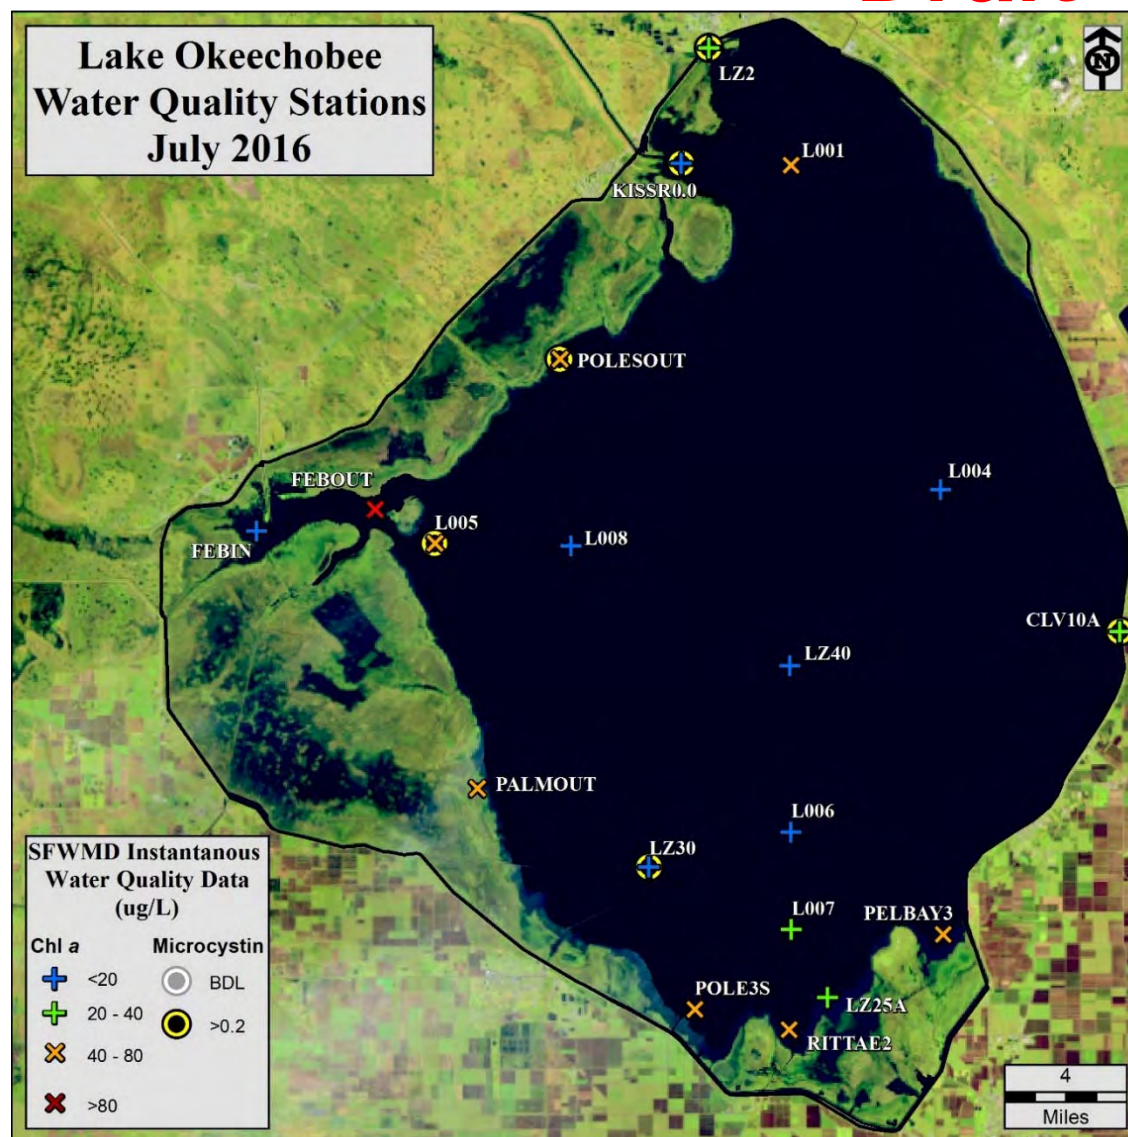 Draft
Lake Okeechobee
Water Quality Stations
July 2016
N
LZ2
L001
KISSR0.0
POLESOUT
L004
FEBOUT
L005
L008
FEBIN
CLV10A
LZ40
PALMOUT
L006
LZ30
L007
PELBAY3
POLE3S
LZ25A
RITTAE2
SFWMD Instantanous
Water Quality Data
(ug/L)
Chl a Microcystin
<20 BDL
20 - 40 >0.2
40 - 80
>80
4
Miles